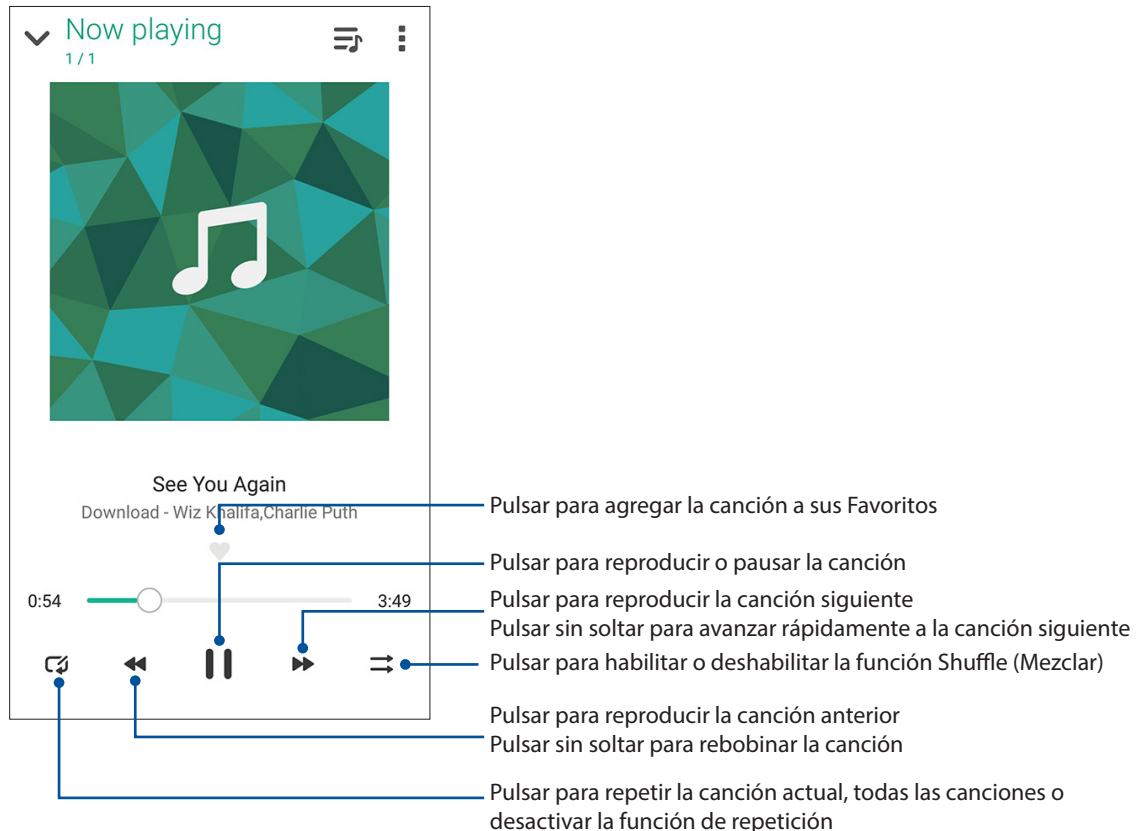 Now playing
1 / 1
See You Again
Download - Wiz Khalifa,Charlie Puth
0:54
3:49
Pulsar para agregar la canción a sus Favoritos
Pulsar para reproducir o pausar la canción
Pulsar para reproducir la canción siguiente
Pulsar sin soltar para avanzar rápidamente a la canción siguiente
Pulsar para habilitar o deshabilitar la función Shuffle (Mezclar)
Pulsar para reproducir la canción anterior
Pulsar sin soltar para rebobinar la canción
Pulsar para repetir la canción actual, todas las canciones o
desactivar la función de repetición